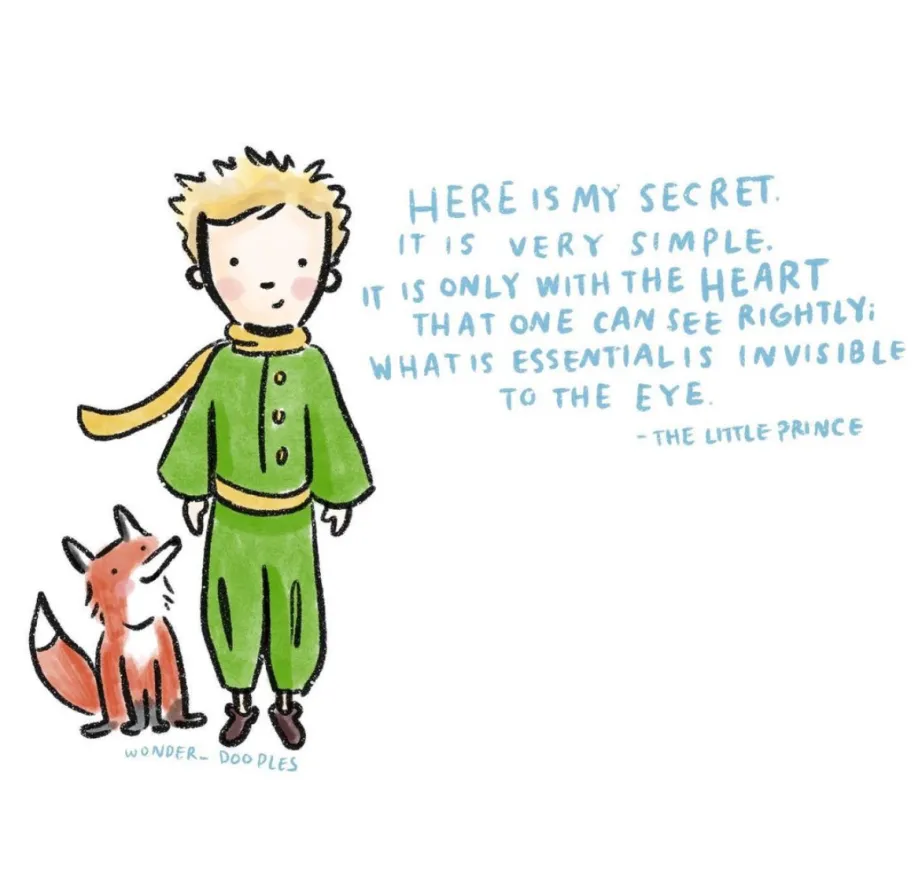 HERE IS MY SECRET.
IT IS VERY SIMPLE.
IT IS ONLY WITH THE HEART
THAT ONE CAN SEE RIGHTLY;
WHAT IS ESSENTIAL IS INVISIBLE
TO THE EYE.
- THE LITTLE PRINCE
WONDER_ DOODLES